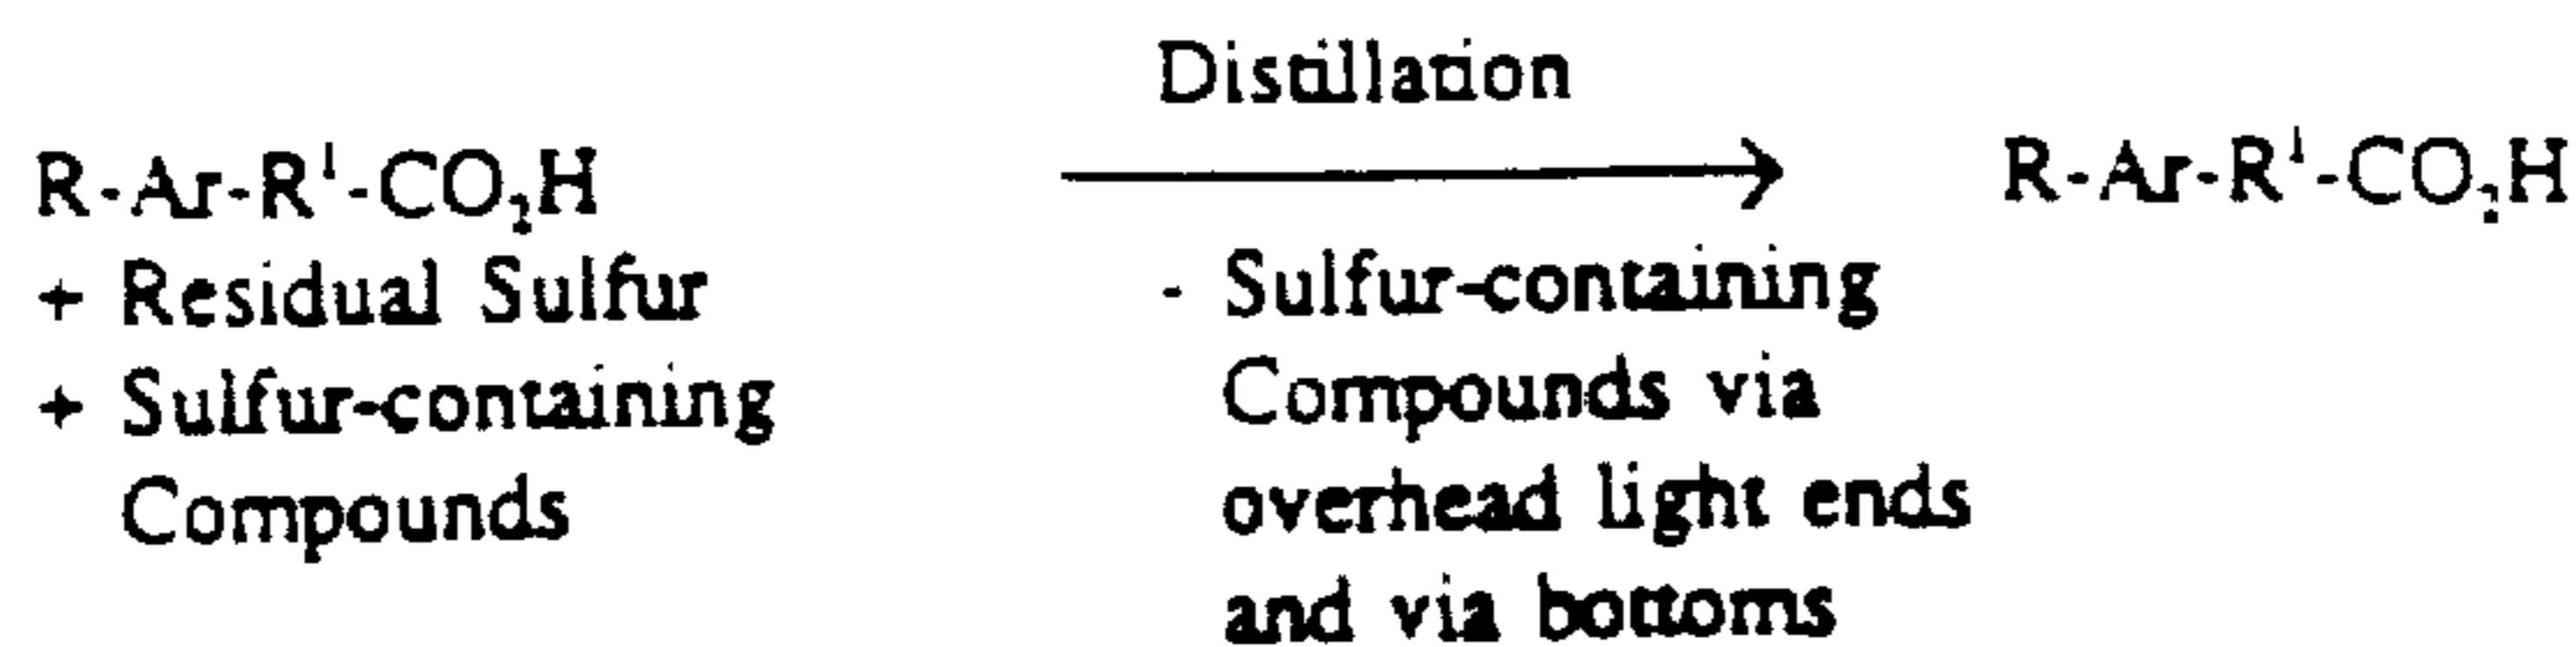 Distillation
R-Ar-R¹-CO₂H
R-Ar-R¹-CO₂H
+ Residual Sulfur
- Sulfur-containing
+ Sulfur-containing
Compounds via
Compounds
overhead light ends
and via bottoms